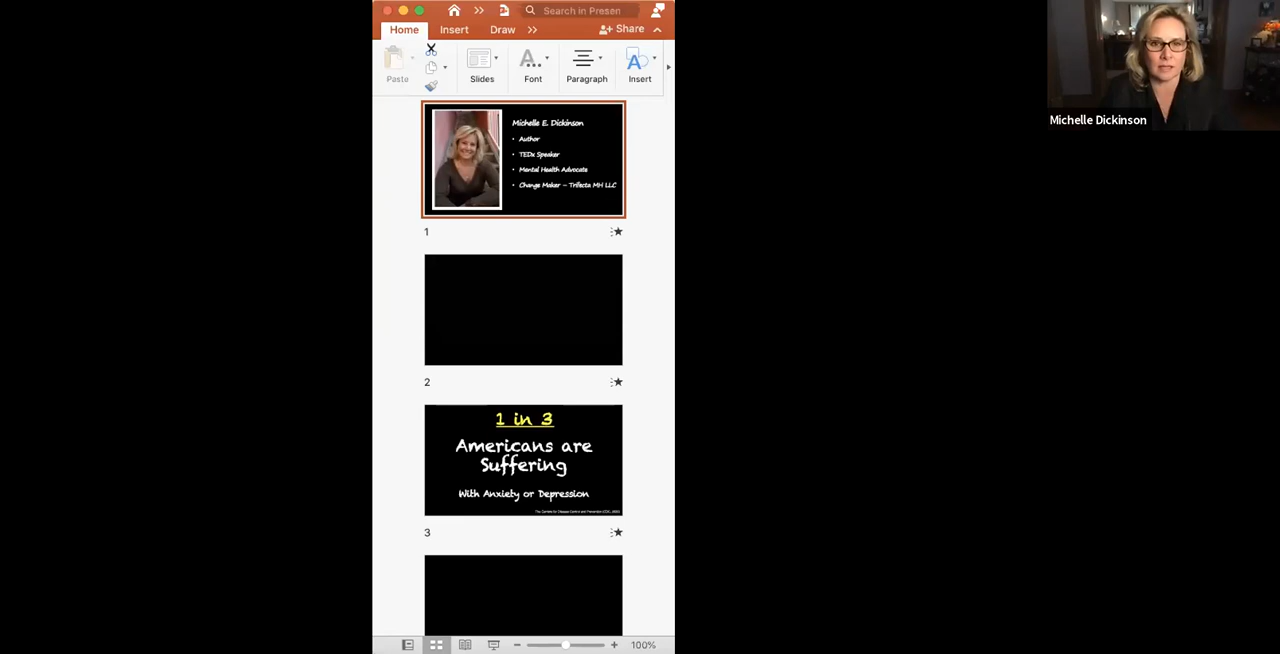 Search in Presen
Home
Insert
Draw
Share
Paste
Slides
Font
Paragraph
Insert
Michelle E. Dickinson
• Author
• TEDx Speaker
• Mental Health Advocate
• Change Maker – Trifecta MH LLC
1
2
1 in 3
Americans are
Suffering
With Anxiety or Depression
3
100%
Michelle Dickinson